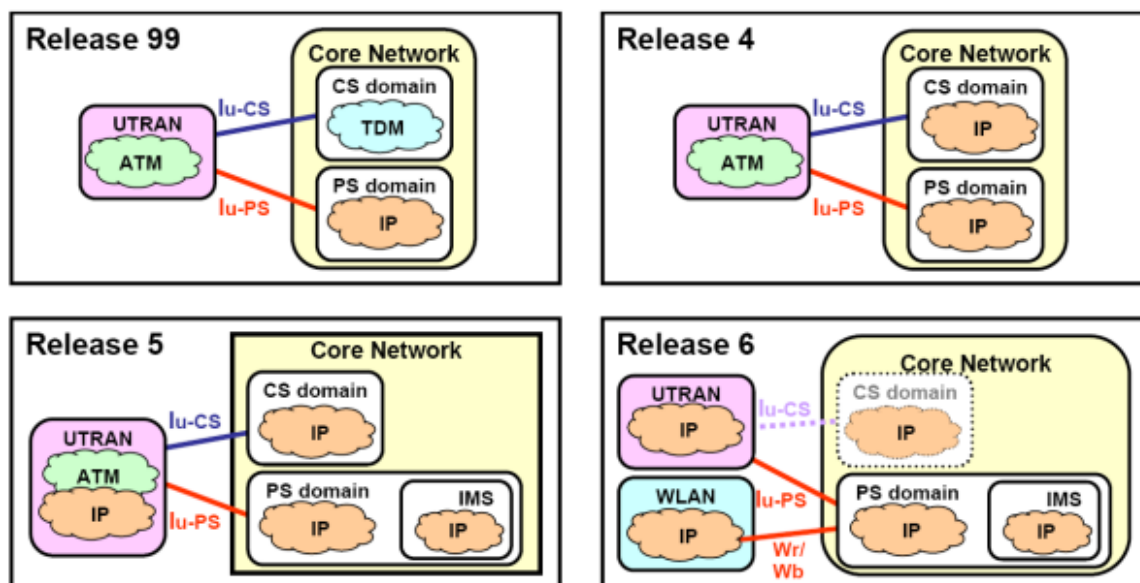 Release 99
Core Network
CS domain
TDM
Iu-CS
UTRAN
ATM
Iu-PS
PS domain
IP
Release 4
Core Network
CS domain
IP
Iu-CS
UTRAN
ATM
Iu-PS
PS domain
IP
Release 5
Core Network
CS domain
IP
Iu-CS
UTRAN
ATM
IP
Iu-PS
PS domain
IP
IMS
IP
Release 6
Core Network
CS domain
IP
Iu-CS
UTRAN
IP
Iu-PS
WLAN
IP
Wr/
Wb
PS domain
IP
IMS
IP